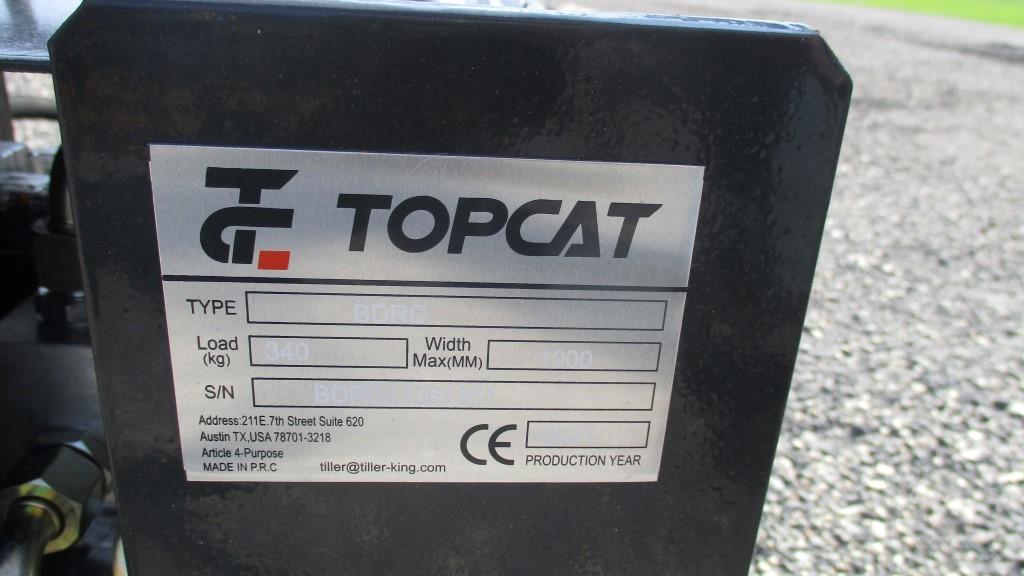 TC TOPCAT
TYPE BDRC
Load (kg) 340 Width Max(MM) 1000
S/N
Address:211E.7th Street Suite 620
Austin TX,USA 78701-3218
Article 4-Purpose
MADE IN P.R.C tiller@tiller-king.com
CE PRODUCTION YEAR